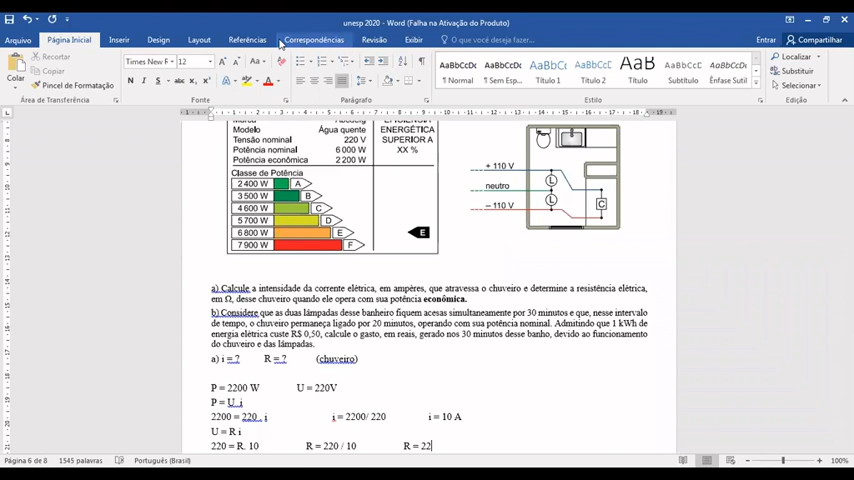 unesp 2020 - Word (Falha na Ativação do Produto)
Arquivo Página Inicial Inserir Design Layout Referências Correspondências Revisão Exibir O que você deseja fazer... Entrar Compartilhar
Colar Recortar Copiar Pincel de Formatação
Times New R 12 Aa
N I S abc
AaBbCcDc ¶ Normal
AaBbCcDc ¶ Sem Esp...
AaBbCc Título 1
AaBbCcC Título 2
AaB Título
AaBbCcC Subtítulo
AaBbCcDc Ênfase Sutil
Localizar
Substituir
Selecionar
Área de Transferência Fonte Parágrafo Estilo Edição
Modelo Água quente
Tensão nominal 220 V
Potência nominal 6 000 W
Potência econômica 2 200 W
ENERGÉTICA
SUPERIOR A
XX %
Classe de Potência
2 400 W A
3 500 W B
4 600 W C
5 700 W D
6 800 W E E
7 900 W F
+ 110 V
neutro
– 110 V
L
L
C
a) Calcule a intensidade da corrente elétrica, em ampères, que atravessa o chuveiro e determine a resistência elétrica,
em Ω, desse chuveiro quando ele opera com sua potência econômica.
b) Considere que as duas lâmpadas desse banheiro fiquem acesas simultaneamente por 30 minutos e que, nesse intervalo
de tempo, o chuveiro permaneça ligado por 20 minutos, operando com sua potência nominal. Admitindo que 1 kWh de
energia elétrica custe R$ 0,50, calcule o gasto, em reais, gerado nos 30 minutos desse banho, devido ao funcionamento
do chuveiro e das lâmpadas.
a) i = ? R = ? (chuveiro)
P = 2200 W U = 220V
P = U. i
2200 = 220 . i i = 2200/ 220 i = 10 A
U = R i
220 = R. 10 R = 220 / 10 R = 22
Página 6 de 8 1545 palavras Português (Brasil) 100%